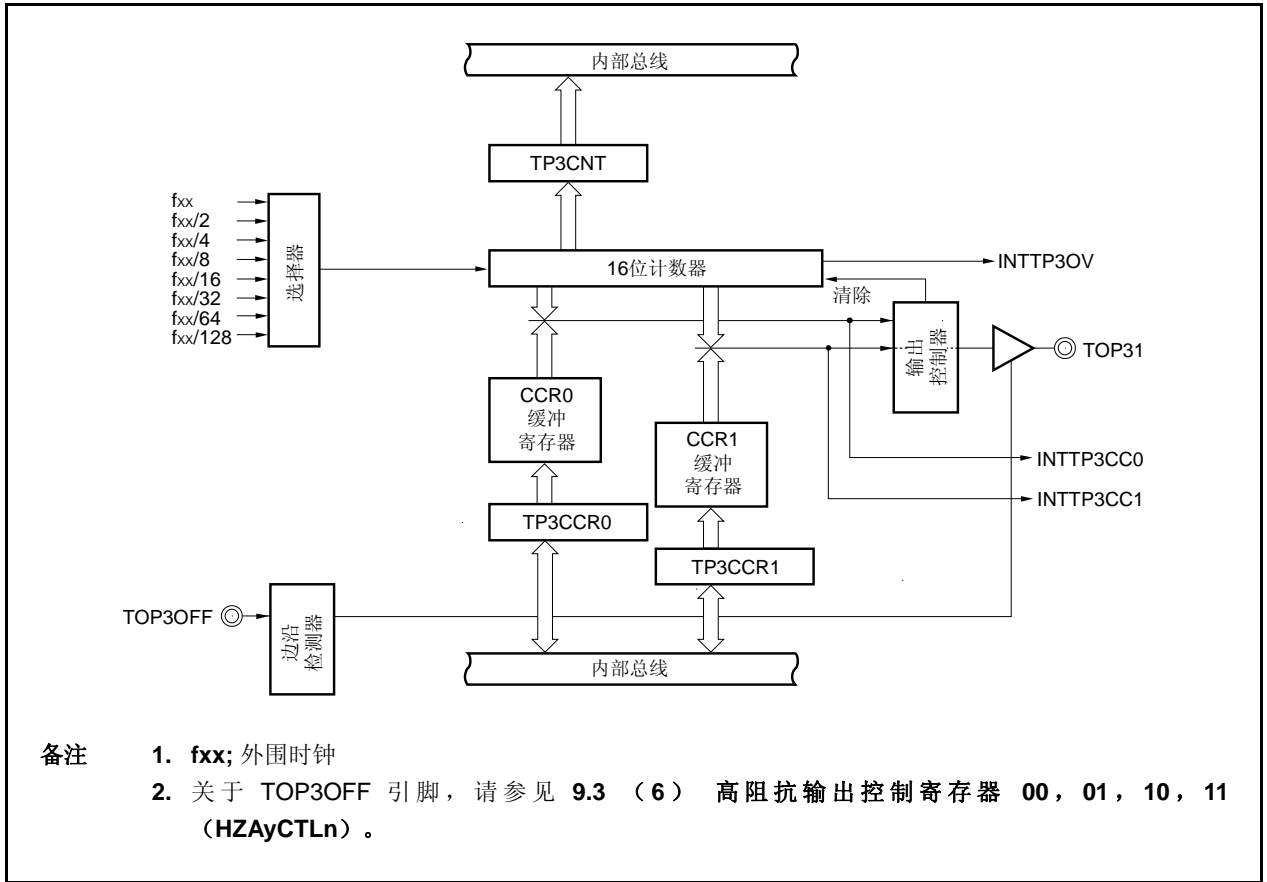 内部总线
TP3CNT
fxx
fxx/2
fxx/4
fxx/8
fxx/16
fxx/32
fxx/64
fxx/128
选择器
16位计数器
INTTP3OV
清除
输出
控制器
TOP31
CCR0
缓冲
寄存器
CCR1
缓冲
寄存器
INTTP3CC0
INTTP3CC1
TP3CCR0
TP3CCR1
TOP3OFF
边沿
检测器
内部总线
备注 1. fxx; 外围时钟
2. 关于 TOP3OFF 引脚，请参见 9.3 （6） 高阻抗输出控制寄存器 00，01，10，11
（HZAyCTLn）。